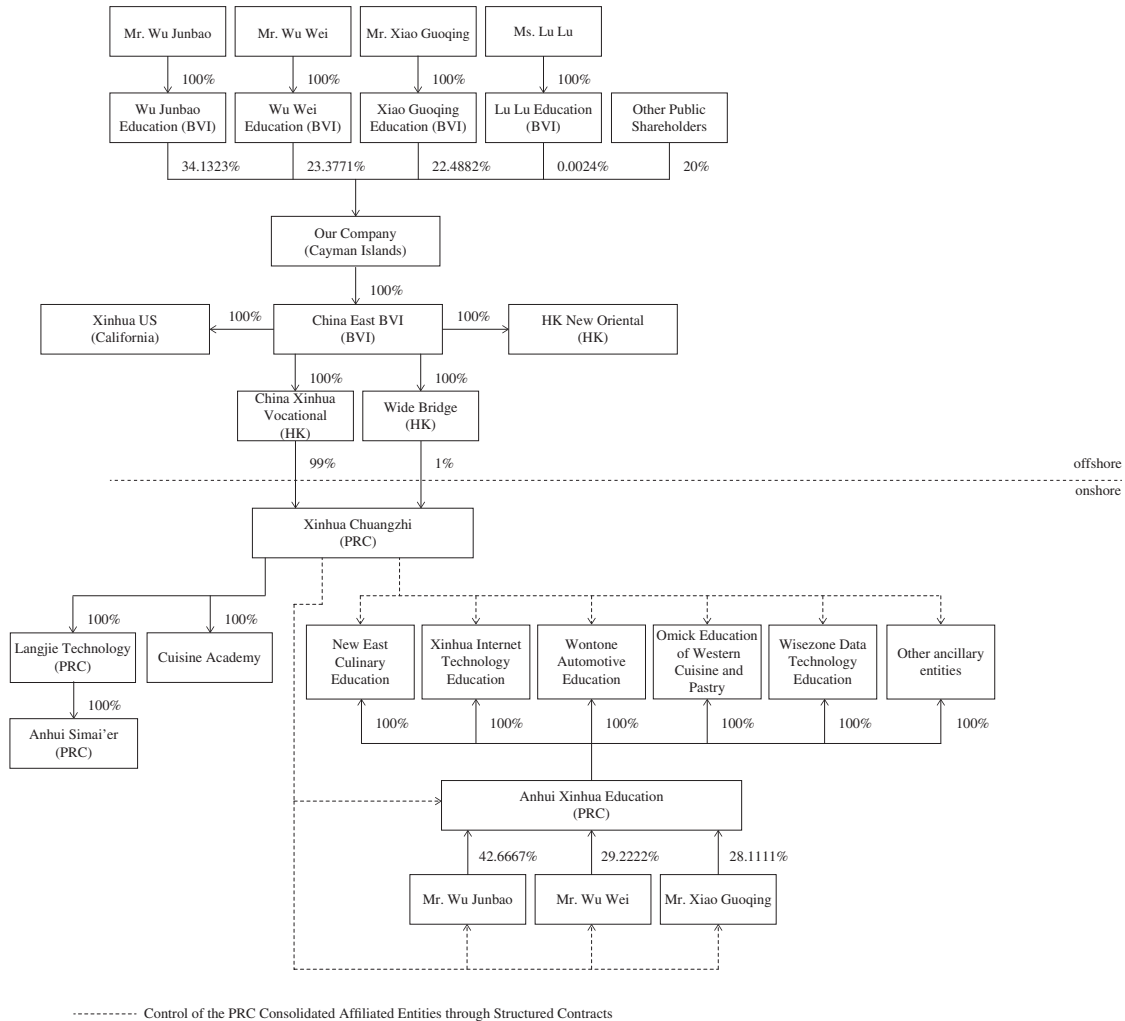 Mr. Wu Junbao
Mr. Wu Wei
Mr. Xiao Guoqing
Ms. Lu Lu
100%
100%
100%
100%
Wu Junbao
Education (BVI)
Wu Wei
Education (BVI)
Xiao Guoqing
Education (BVI)
Lu Lu Education
(BVI)
Other Public
Shareholders
34.1323%
23.3771%
22.4882%
0.0024%
20%
Our Company
(Cayman Islands)
100%
Xinhua US
(California)
100%
China East BVI
(BVI)
100%
HK New Oriental
(HK)
100%
100%
China Xinhua
Vocational
(HK)
Wide Bridge
(HK)
99%
1%
offshore
onshore
Xinhua Chuangzhi
(PRC)
100%
100%
Langjie Technology
(PRC)
Cuisine Academy
100%
Anhui Simai'er
(PRC)
New East
Culinary
Education
Xinhua Internet
Technology
Education
Wontone
Automotive
Education
Omick Education
of Western
Cuisine and
Pastry
Wisezone Data
Technology
Education
Other ancillary
entities
100%
100%
100%
100%
100%
100%
Anhui Xinhua Education
(PRC)
42.6667%
29.2222%
28.1111%
Mr. Wu Junbao
Mr. Wu Wei
Mr. Xiao Guoqing
Control of the PRC Consolidated Affiliated Entities through Structured Contracts